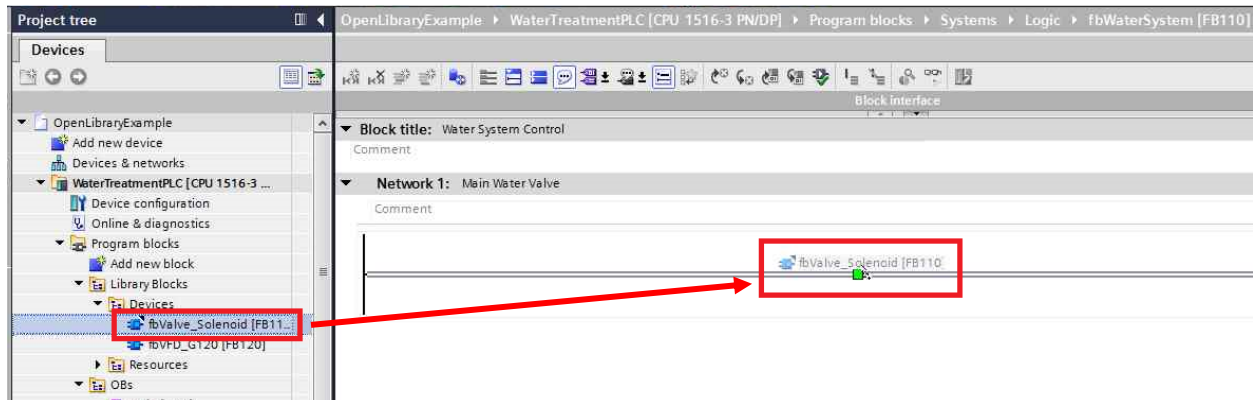 Project tree
Devices
OpenLibraryExample
Add new device
Devices & networks
WaterTreatmentPLC [CPU 1516-3 ...
Device configuration
Online & diagnostics
Program blocks
Add new block
Library Blocks
Devices
fbValve_Solenoid [FB11...
fbVFD_G120 [FB120]
Resources
OBs
OpenLibraryExample ▸ WaterTreatmentPLC [CPU 1516-3 PN/DP] ▸ Program blocks ▸ Systems ▸ Logic ▸ fbWaterSystem [FB110]
Block interface
Block title: Water System Control
Comment
Network 1: Main Water Valve
Comment
fbValve_Solenoid [FB110